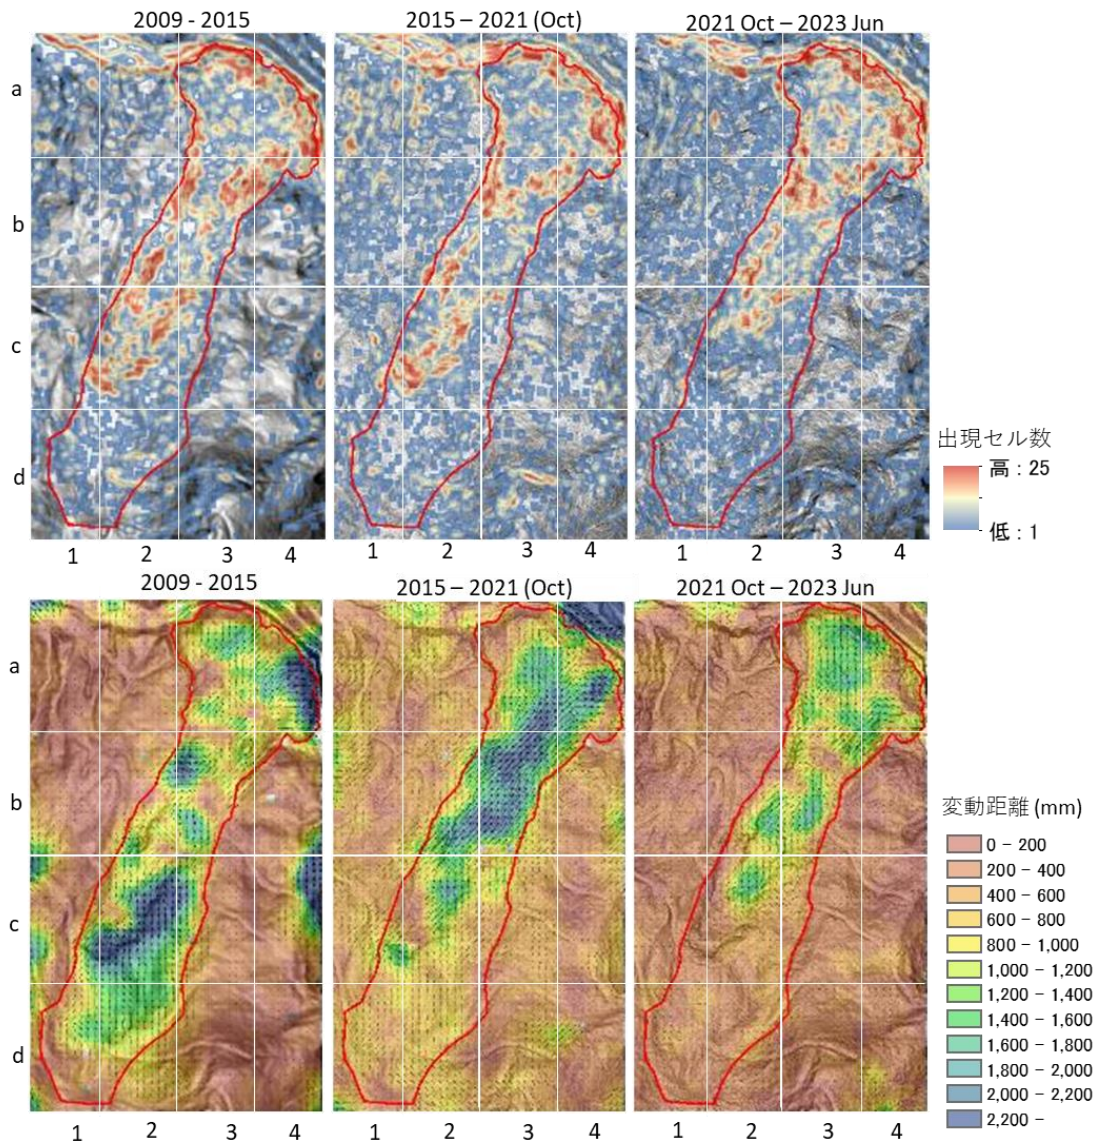 2009 - 2015
2015 – 2021 (Oct)
2021 Oct – 2023 Jun
a
b
c
d
1 2 3 4
1 2 3 4
1 2 3 4
出現セル数
高 : 25
低 : 1
2009 - 2015
2015 – 2021 (Oct)
2021 Oct – 2023 Jun
a
b
c
d
1 2 3 4
1 2 3 4
1 2 3 4
変動距離 (mm)
0 – 200
200 – 400
400 – 600
600 – 800
800 – 1,000
1,000 – 1,200
1,200 – 1,400
1,400 – 1,600
1,600 – 1,800
1,800 – 2,000
2,000 – 2,200
2,200 –